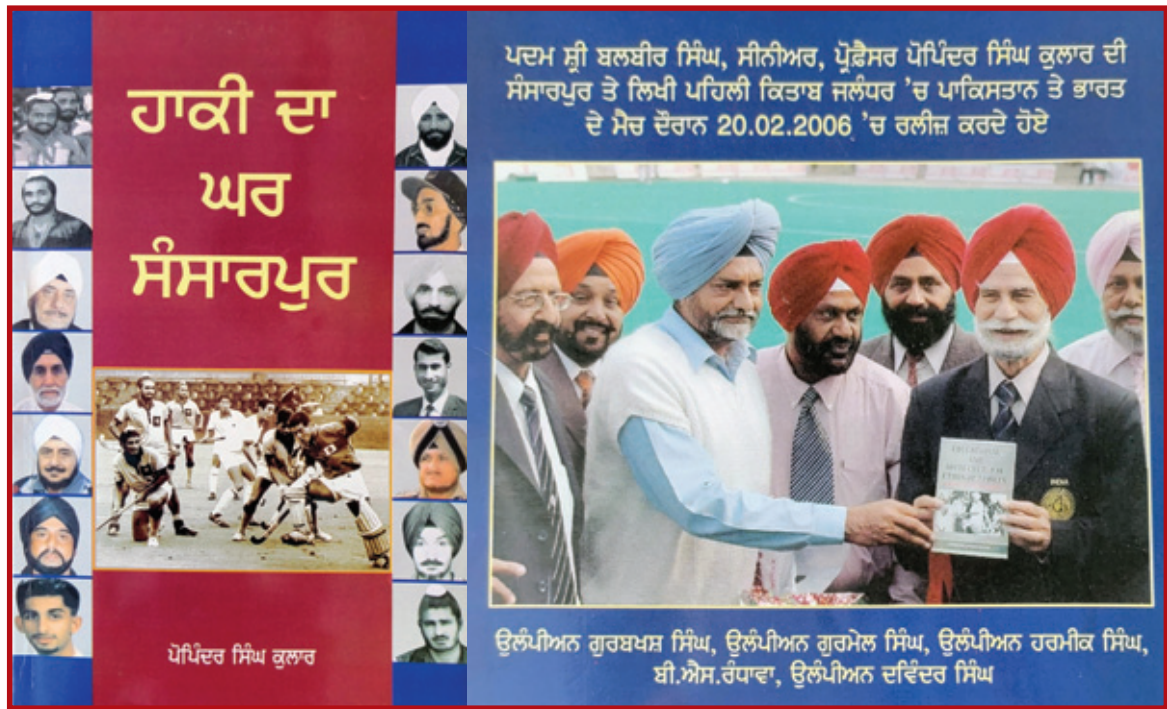 ਹਾਕੀ ਦਾ
ਘਰ
ਸੰਸਾਰਪੁਰ
ਪੋਪਿੰਦਰ ਸਿੰਘ ਕੁਲਾਰ
ਪਦਮ ਸ਼੍ਰੀ ਬਲਬੀਰ ਸਿੰਘ, ਸੀਨੀਅਰ, ਪ੍ਰੋਫ਼ੈਸਰ ਪੋਪਿੰਦਰ ਸਿੰਘ ਕੁਲਾਰ ਦੀ
ਸੰਸਾਰਪੁਰ ਤੇ ਲਿਖੀ ਪਹਿਲੀ ਕਿਤਾਬ ਜਲੰਧਰ 'ਚ ਪਾਕਿਸਤਾਨ ਤੇ ਭਾਰਤ
ਦੇ ਮੈਚ ਦੌਰਾਨ 20.02.2006 'ਚ ਰਲੀਜ਼ ਕਰਦੇ ਹੋਏ
INDIA
ਉਲੰਪੀਅਨ ਗੁਰਬਖਸ਼ ਸਿੰਘ, ਉਲੰਪੀਅਨ ਗੁਰਮੇਲ ਸਿੰਘ, ਉਲੰਪੀਅਨ ਹਰਮੀਕ ਸਿੰਘ,
ਬੀ.ਐਸ.ਰੰਧਾਵਾ, ਉਲੰਪੀਅਨ ਦਵਿੰਦਰ ਸਿੰਘ